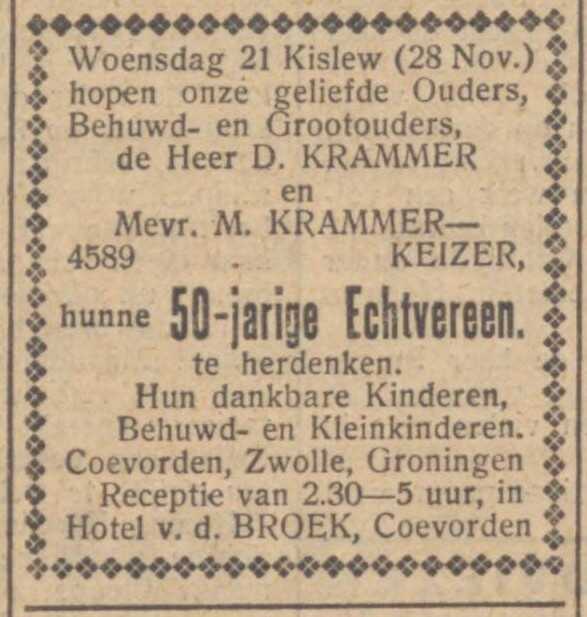 Woensdag 21 Kislew (28 Nov.)
hopen onze geliefde Ouders,
Behuwd- en Grootouders,
de Heer D. KRAMMER
en
Mevr. M. KRAMMER—
4589 KEIZER,
hunne 50-jarige Echtvereen.
te herdenken.
Hun dankbare Kinderen,
Behuwd- en Kleinkinderen.
Coevorden, Zwolle, Groningen
Receptie van 2.30—5 uur, in
Hotel v. d. BROEK, Coevorden